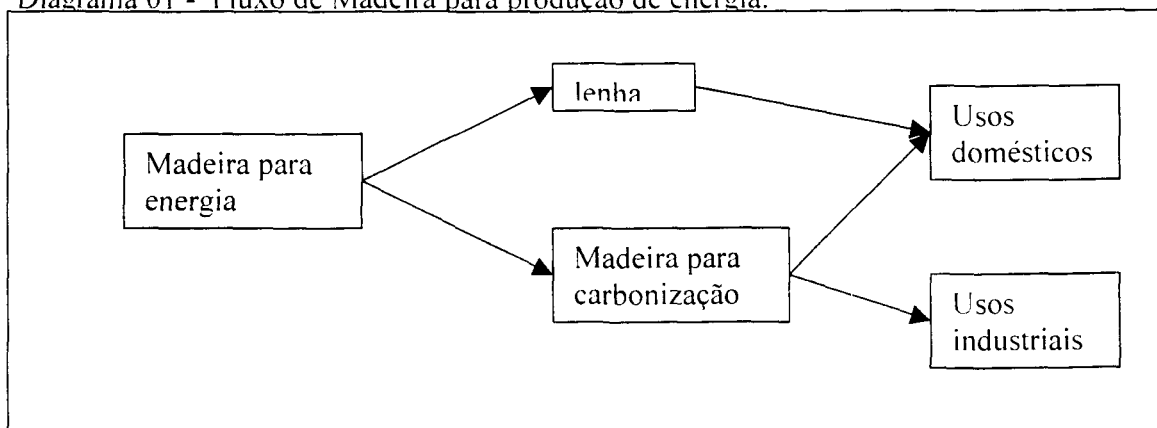 Diagrama 01 - Fluxo de Madeira para produção de energia.
lenha
Madeira para
energia
Usos
domésticos
Madeira para
carbonização
Usos
industriais